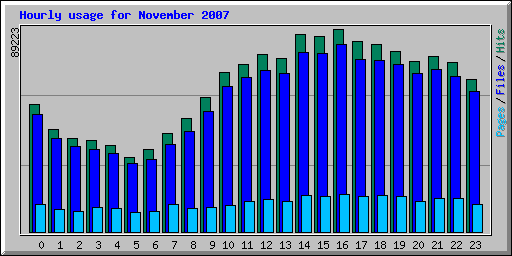 Hourly usage for November 2007
89223
Pages/Files/Hits
0 1 2 3 4 5 6 7 8 9 10 11 12 13 14 15 16 17 18 19 20 21 22 23